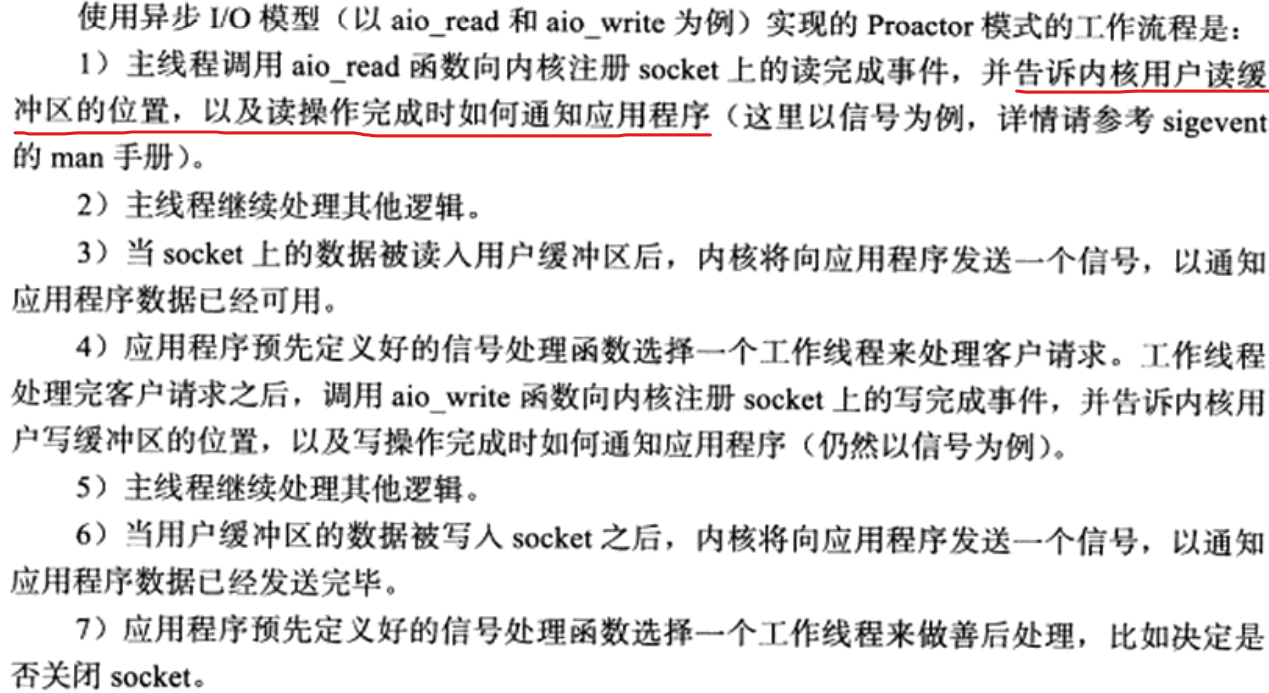 使用异步 I/O 模型（以 aio_read 和 aio_write 为例）实现的 Proactor 模式的工作流程是：
1）主线程调用 aio_read 函数向内核注册 socket 上的读完成事件，并告诉内核用户读缓
冲区的位置，以及读操作完成时如何通知应用程序（这里以信号为例，详情请参考 sigevent
的 man 手册）。
2）主线程继续处理其他逻辑。
3）当 socket 上的数据被读入用户缓冲区后，内核将向应用程序发送一个信号，以通知
应用程序数据已经可用。
4）应用程序预先定义好的信号处理函数选择一个工作线程来处理客户请求。工作线程
处理完客户请求之后，调用 aio_write 函数向内核注册 socket 上的写完成事件，并告诉内核用
户写缓冲区的位置，以及写操作完成时如何通知应用程序（仍然以信号为例）。
5）主线程继续处理其他逻辑。
6）当用户缓冲区的数据被写入 socket 之后，内核将向应用程序发送一个信号，以通知
应用程序数据已经发送完毕。
7）应用程序预先定义好的信号处理函数选择一个工作线程来做善后处理，比如决定是
否关闭 socket。